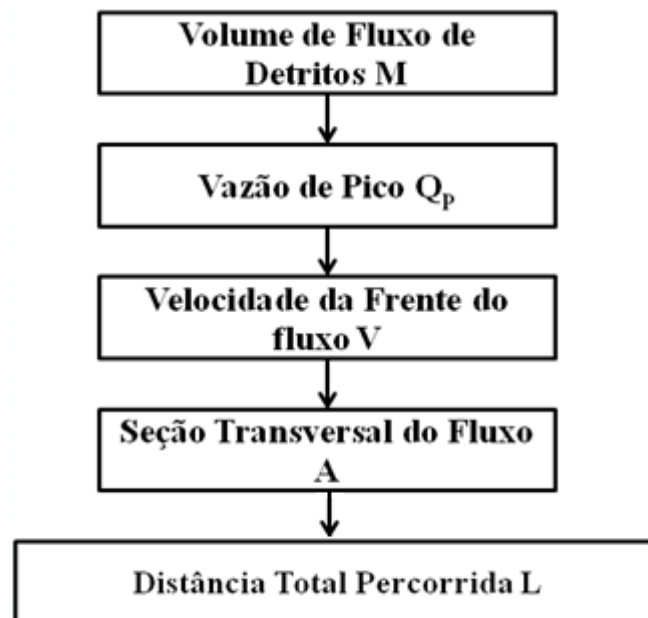 Volume de Fluxo de
Detritos M
Vazão de Pico Qp
Velocidade da Frente do
fluxo V
Seção Transversal do Fluxo
A
Distância Total Percorrida L